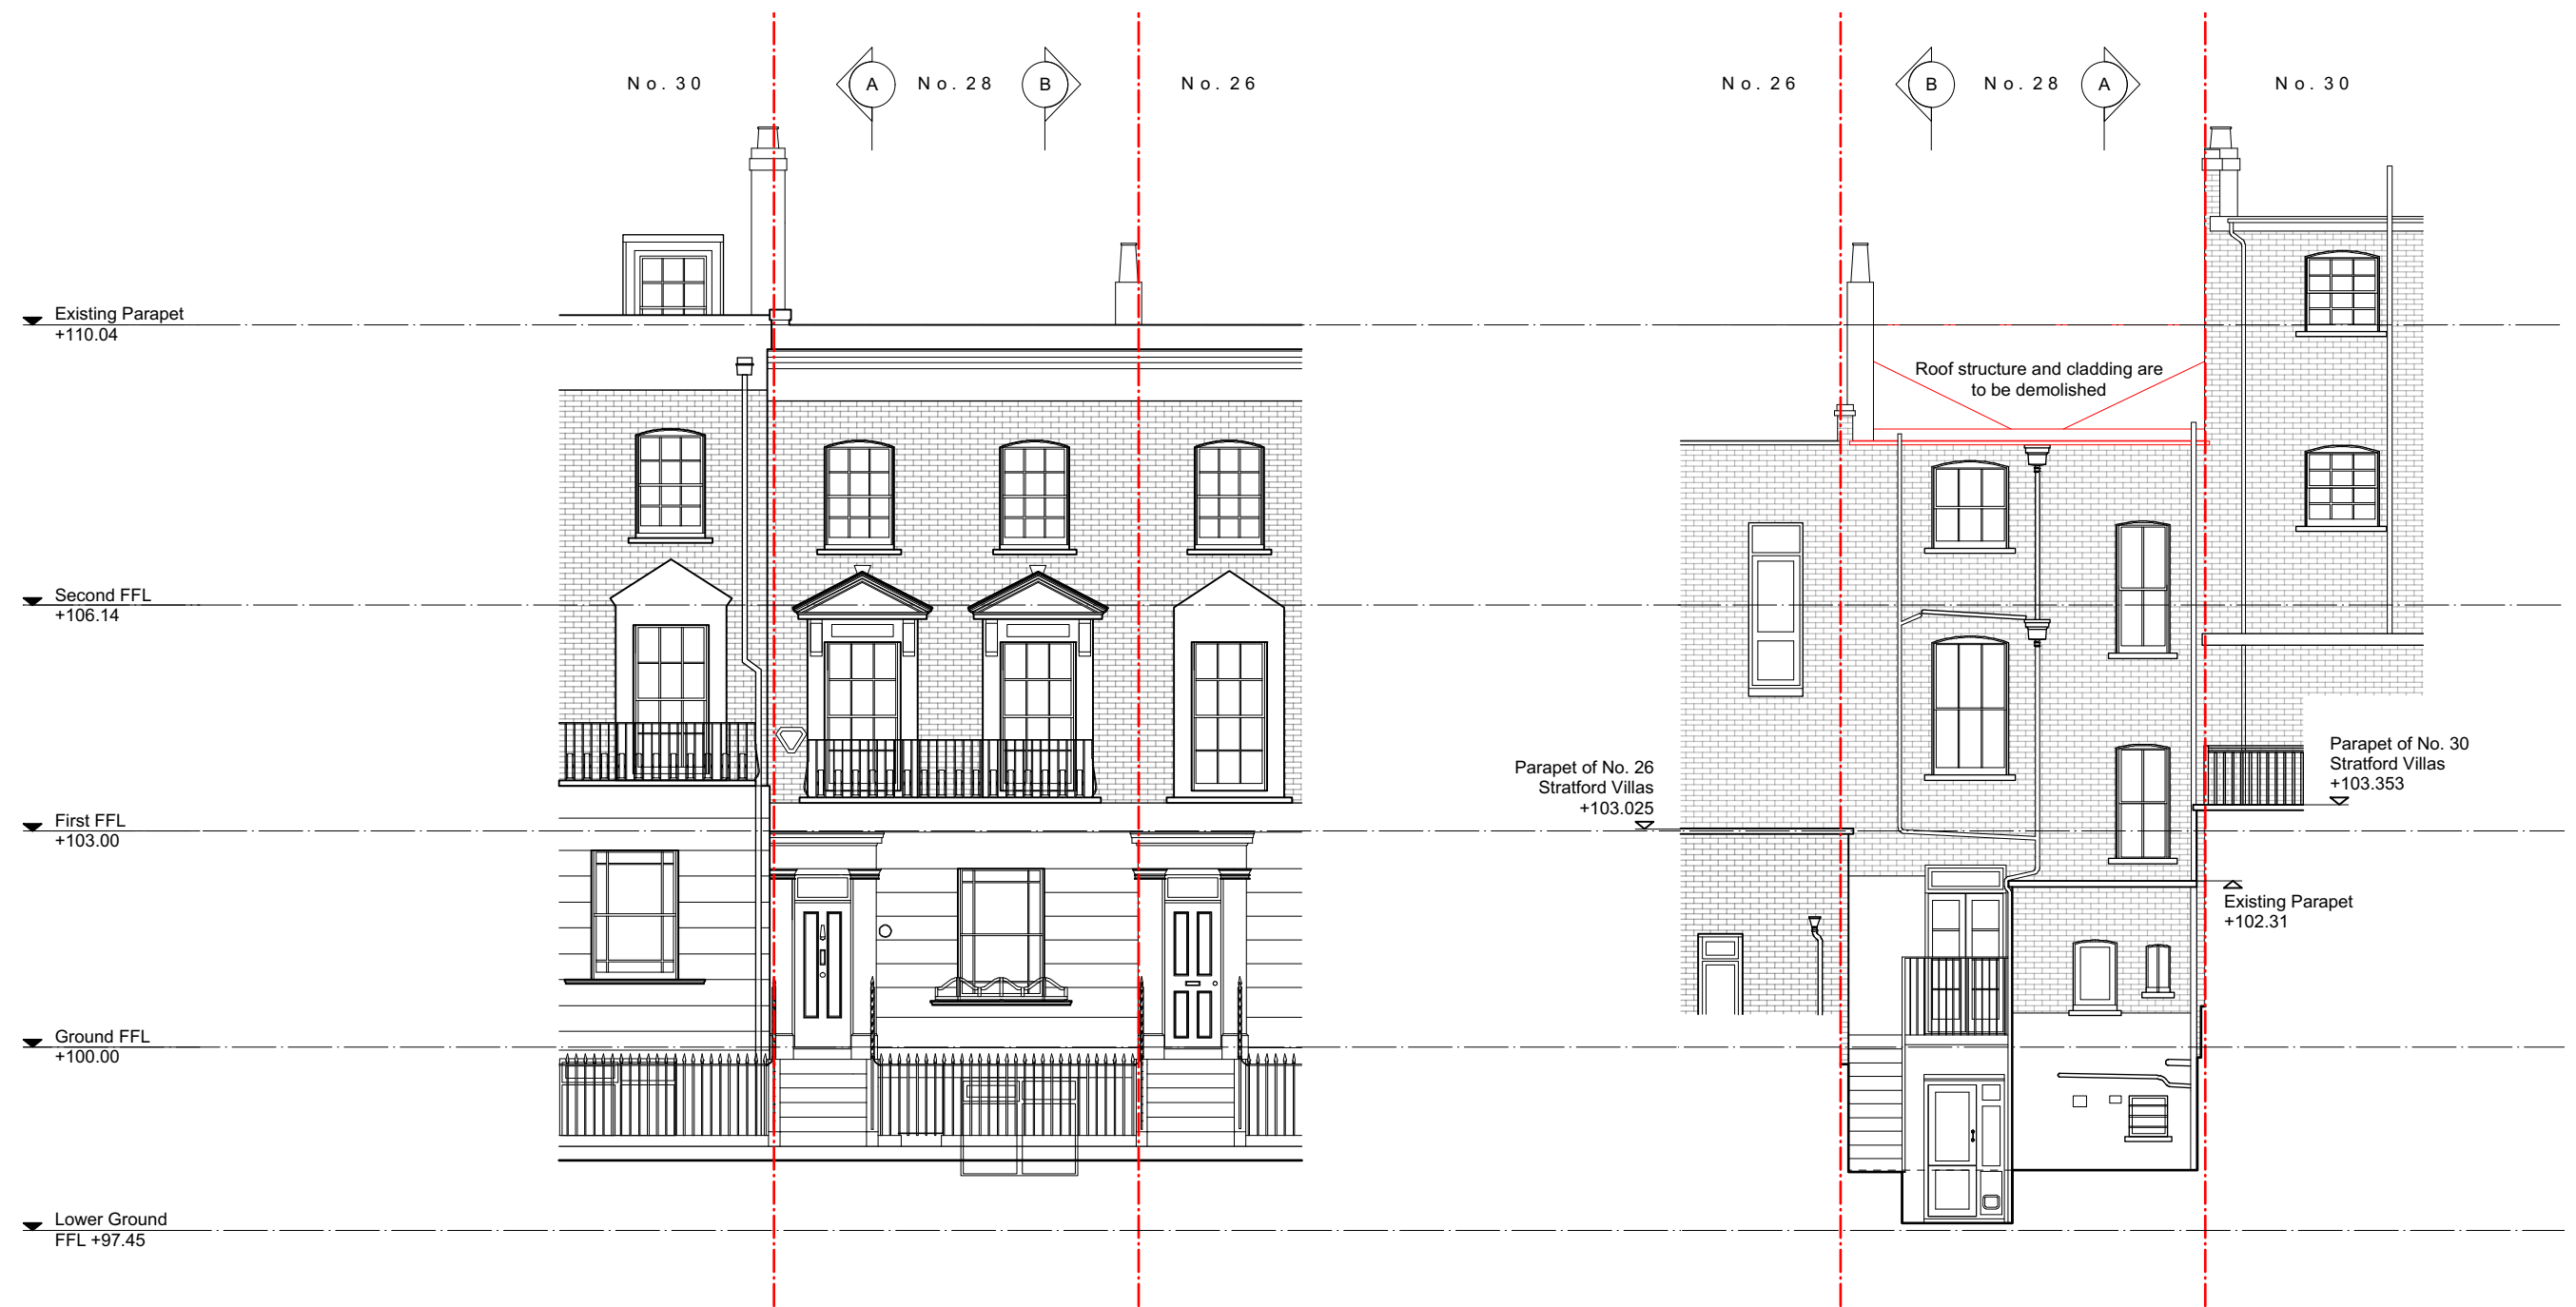 No. 30
A
No. 28
B
No. 26
No. 26
B
No. 28
A
No. 30
Existing Parapet
+110.04
Roof structure and cladding are
to be demolished
Second FFL
+106.14
Parapet of No. 30
Stratford Villas
+103.353
Parapet of No. 26
Stratford Villas
+103.025
First FFL
+103.00
Existing Parapet
+102.31
Ground FFL
+100.00
Lower Ground
FFL +97.45